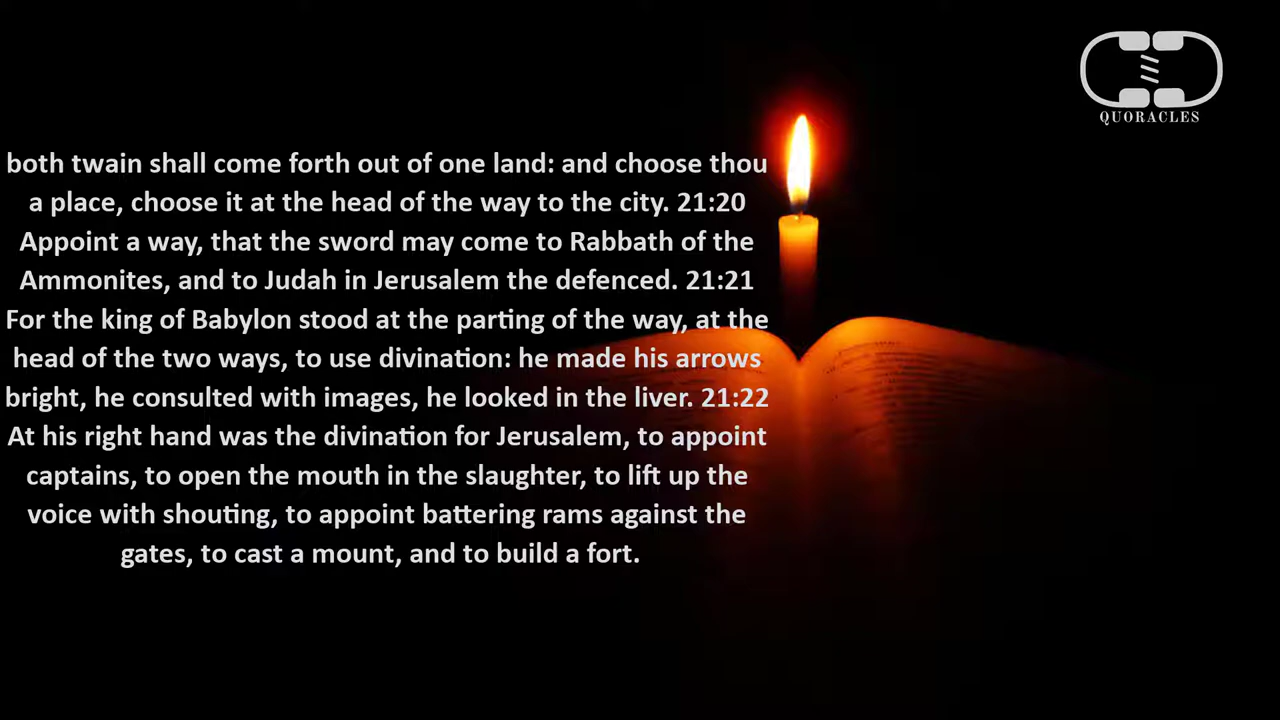 QUORACLES
both twain shall come forth out of one land: and choose thou
a place, choose it at the head of the way to the city. 21:20
Appoint a way, that the sword may come to Rabbath of the
Ammonites, and to Judah in Jerusalem the defenced. 21:21
For the king of Babylon stood at the parting of the way, at the
head of the two ways, to use divination: he made his arrows
bright, he consulted with images, he looked in the liver. 21:22
At his right hand was the divination for Jerusalem, to appoint
captains, to open the mouth in the slaughter, to lift up the
voice with shouting, to appoint battering rams against the
gates, to cast a mount, and to build a fort.